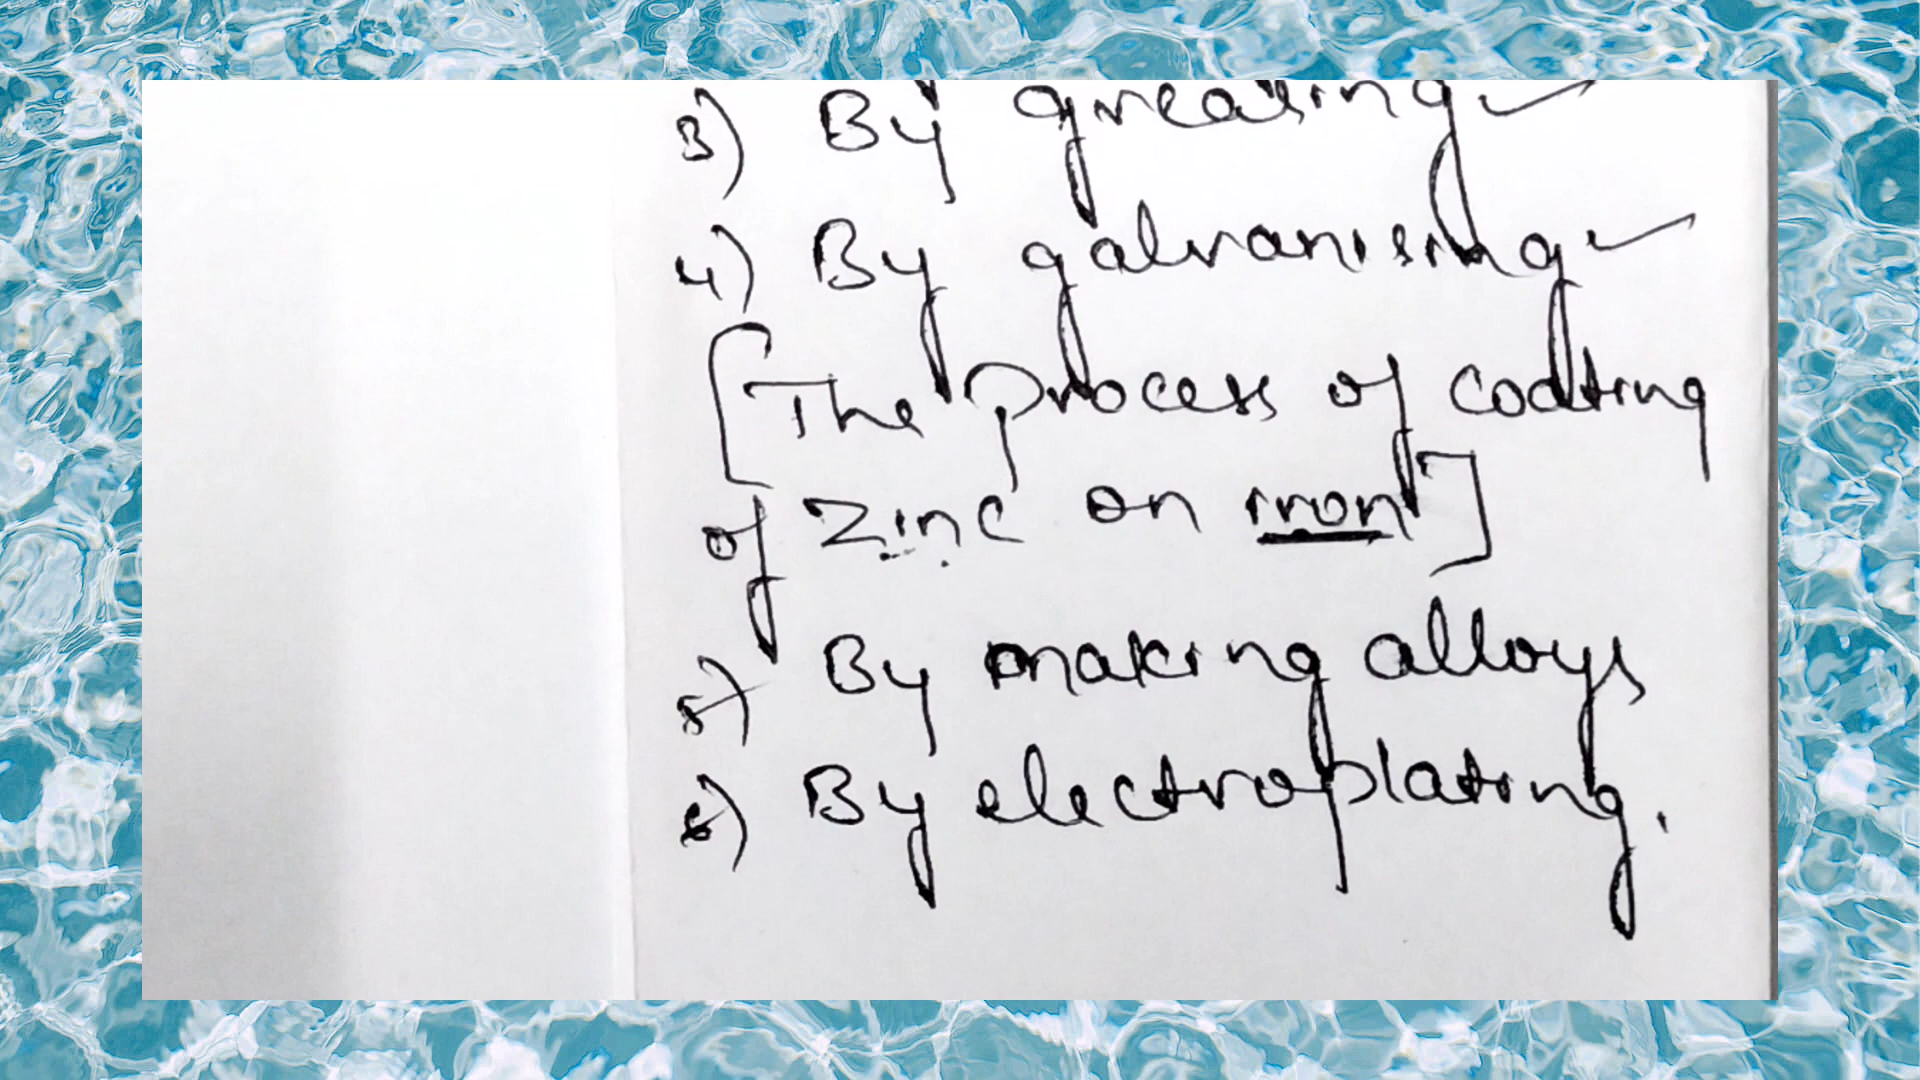 3) By greasing
4) By galvanising
[The process of coating
of zinc on iron]
5) By making alloys
6) By electroplating.